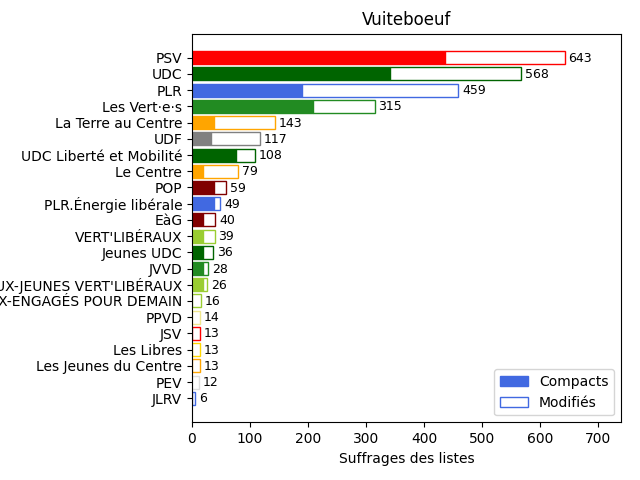 Vuiteboeuf
PSV 643
UDC 568
PLR 459
Les Vert·e·s 315
La Terre au Centre 143
UDF 117
UDC Liberté et Mobilité 108
Le Centre 79
POP 59
PLR.Énergie libérale 49
EàG 40
VERT'LIBÉRAUX 39
Jeunes UDC 36
JVVD 28
UX-JEUNES VERT'LIBÉRAUX 26
X-ENGAGÉS POUR DEMAIN 16
PPVD 14
JSV 13
Les Libres 13
Les Jeunes du Centre 13
PEV 12
JLRV 6
Compacts
Modifiés
0 100 200 300 400 500 600 700
Suffrages des listes